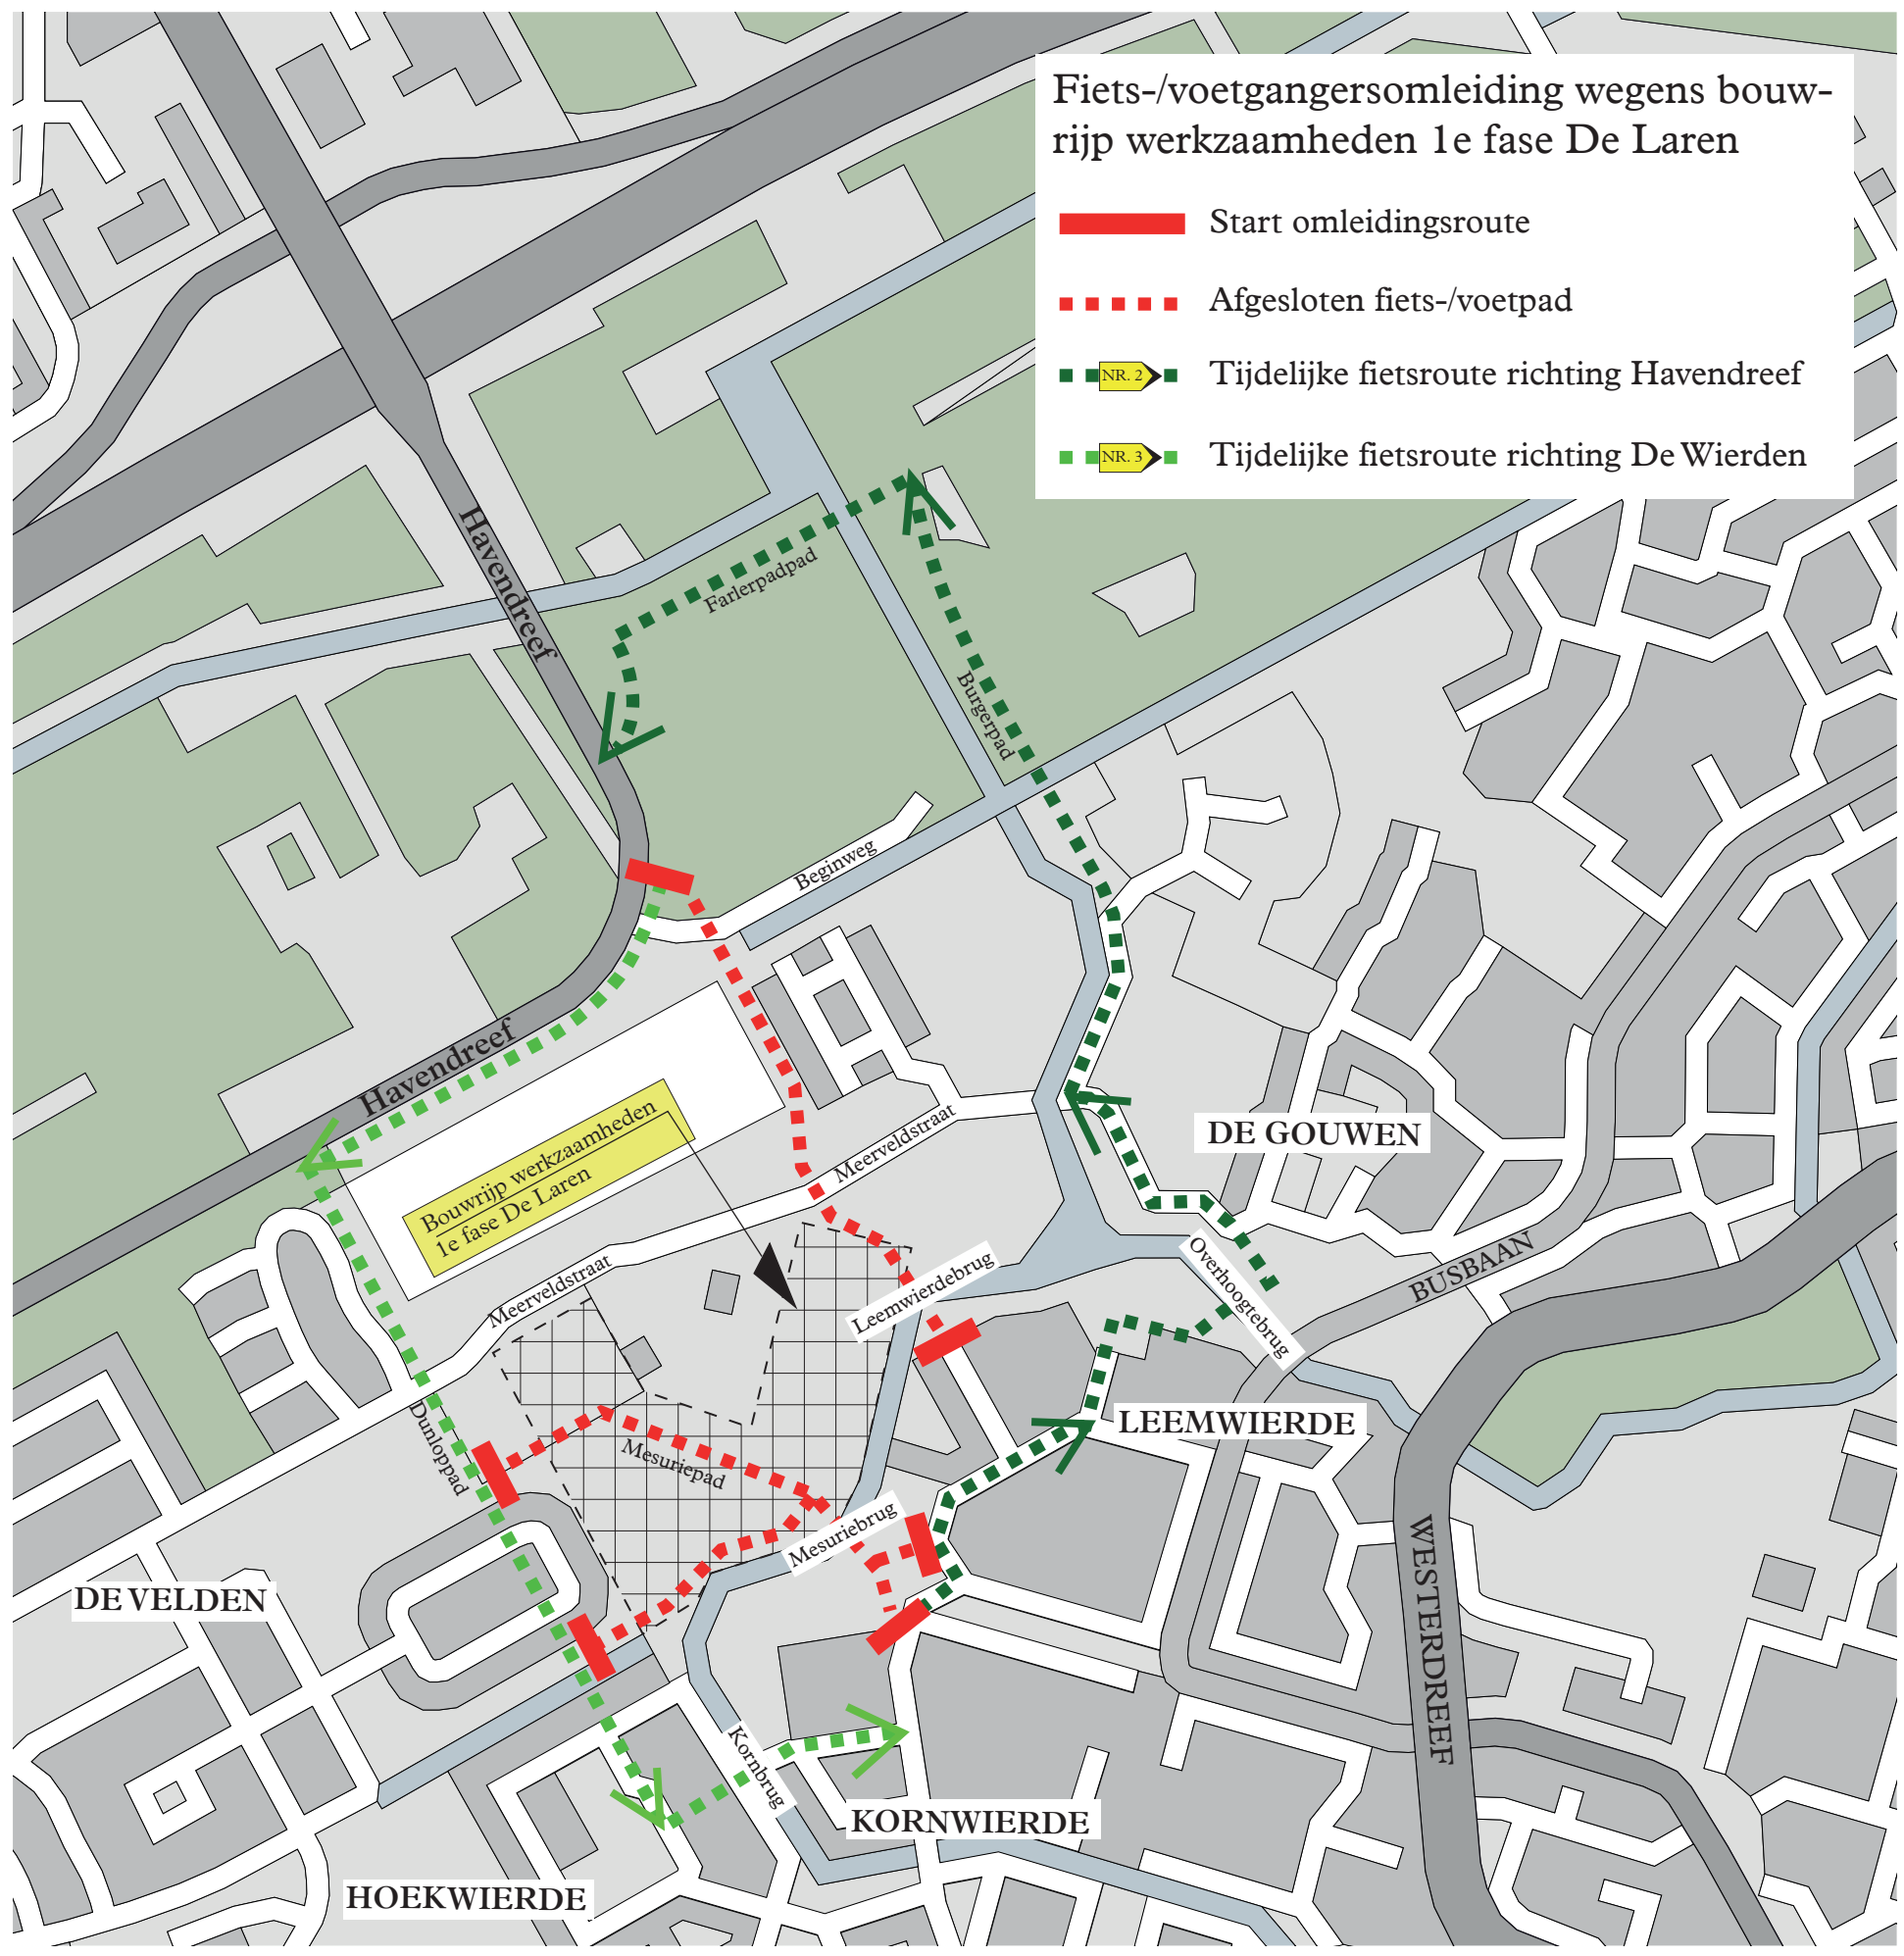 Fiets-/voetgangersomleiding wegens bouw-
rijp werkzaamheden 1e fase De Laren
Start omleidingsroute
Afgesloten fiets-/voetpad
NR. 2
Tijdelijke fietsroute richting Havendreef
NR. 3
Tijdelijke fietsroute richting De Wierden
Havendreef
Farlerpadpad
Burgerpad
Beginweg
Havendreef
Bouwrijp werkzaamheden
1e fase De Laren
Meerveldstraat
DE GOUWEN
Meerveldstraat
Leemwierdebrug
Overhoogtebrug
BUSBAAN
Dunloppad
Mesuriepad
LEEMWIERDE
Mesuriebrug
DE VELDEN
WESTERDREEF
Kornbrug
KORNWIERDE
HOEKWIERDE